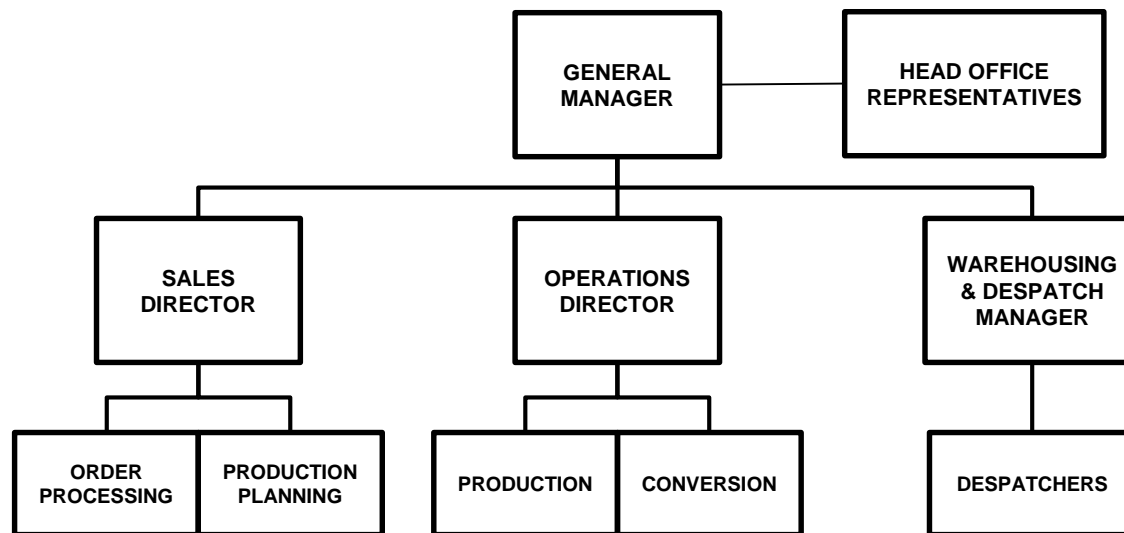 GENERAL
MANAGER
HEAD OFFICE
REPRESENTATIVES
SALES
DIRECTOR
OPERATIONS
DIRECTOR
WAREHOUSING
& DESPATCH
MANAGER
ORDER
PROCESSING
PRODUCTION
PLANNING
PRODUCTION
CONVERSION
DESPATCHERS